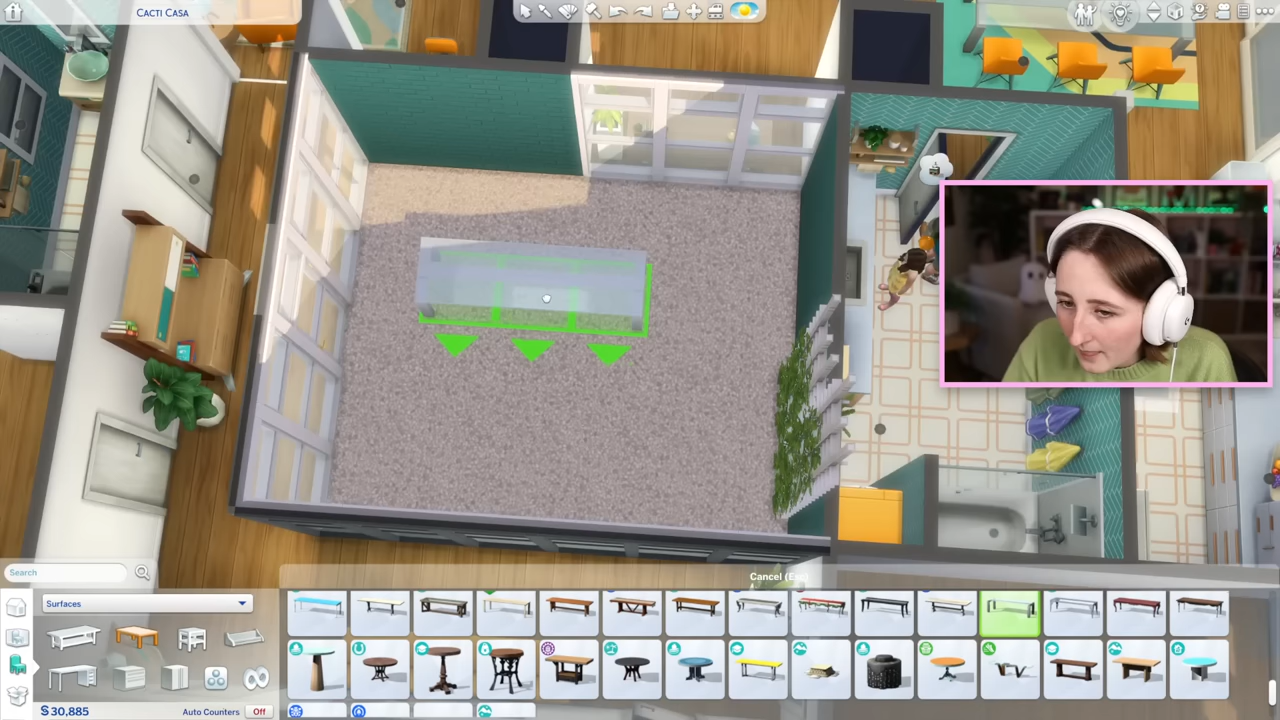 CACTI CASA
Cancel (Esc)
Search
Surfaces
$30,885
Auto Counters
Off